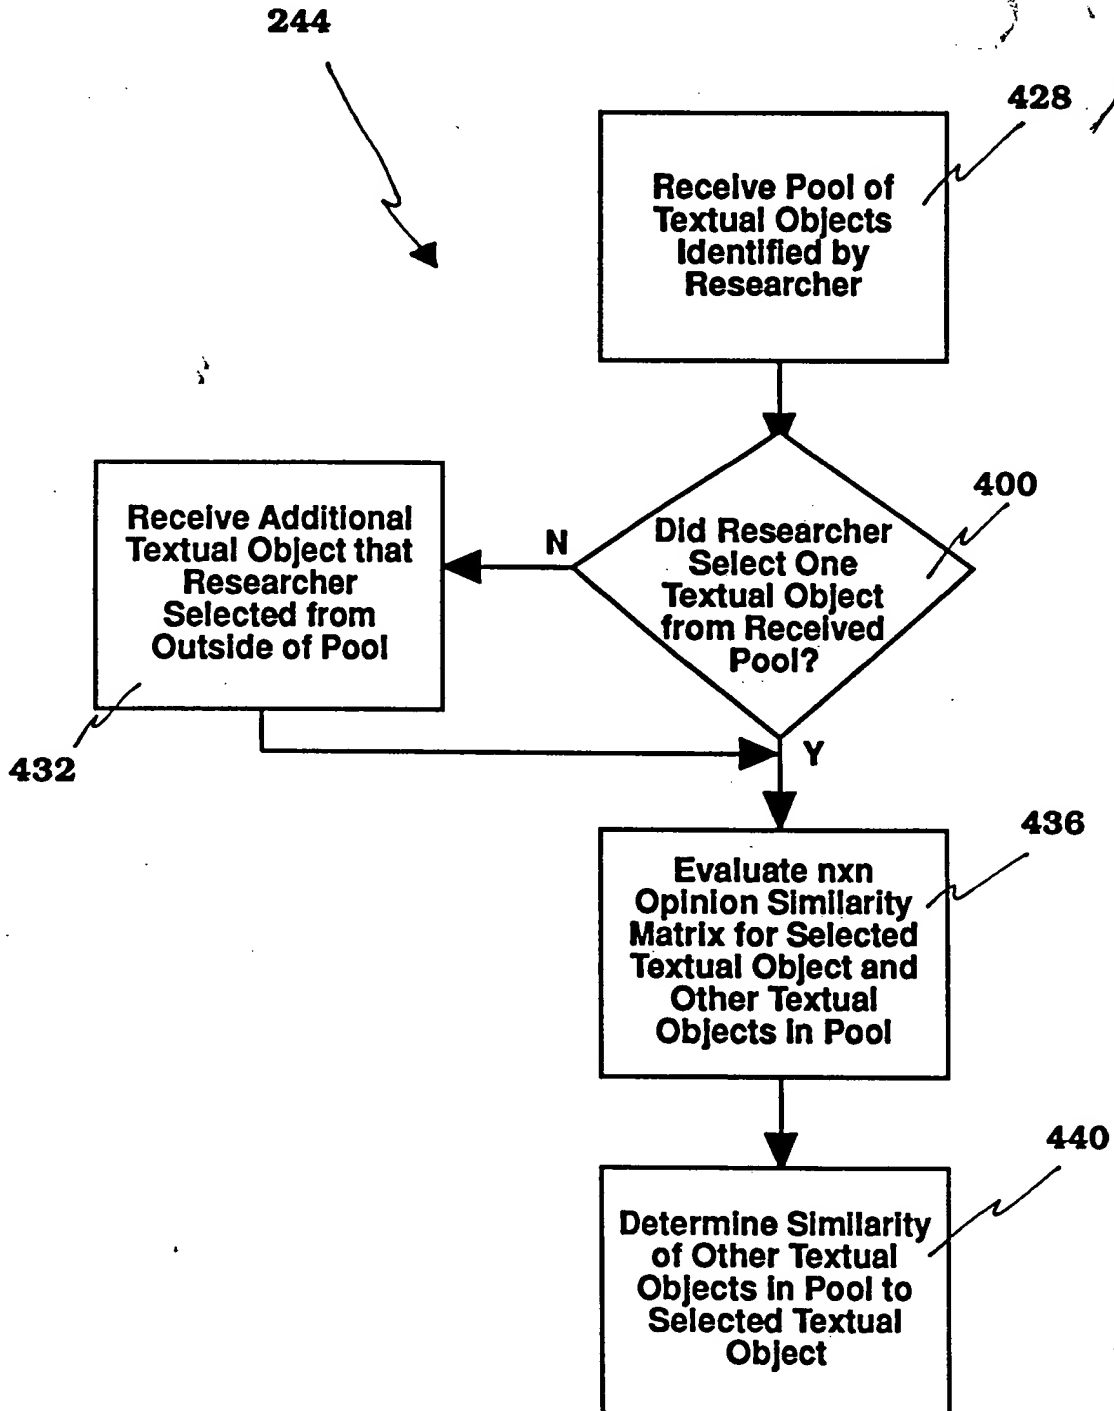 244
428
Receive Pool of
Textual Objects
Identified by
Researcher
400
Did Researcher
Select One
Textual Object
from Received
Pool?
N
Receive Additional
Textual Object that
Researcher
Selected from
Outside of Pool
432
Y
436
Evaluate nxn
Opinion Similarity
Matrix for Selected
Textual Object and
Other Textual
Objects in Pool
440
Determine Similarity
of Other Textual
Objects in Pool to
Selected Textual
Object